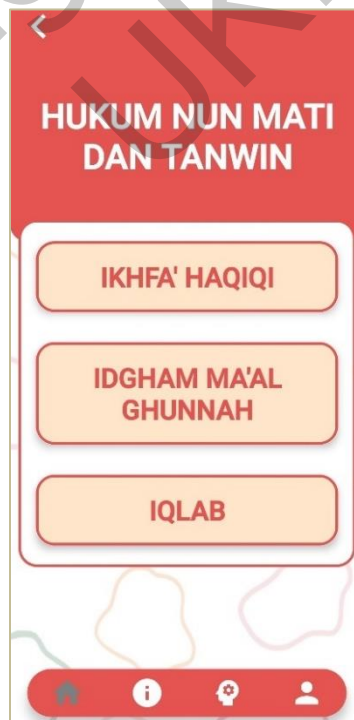 HUKUM NUN MATI
DAN TANWIN
IKHFA' HAQIQI
IDGHAM MA'AL
GHUNNAH
IQLAB